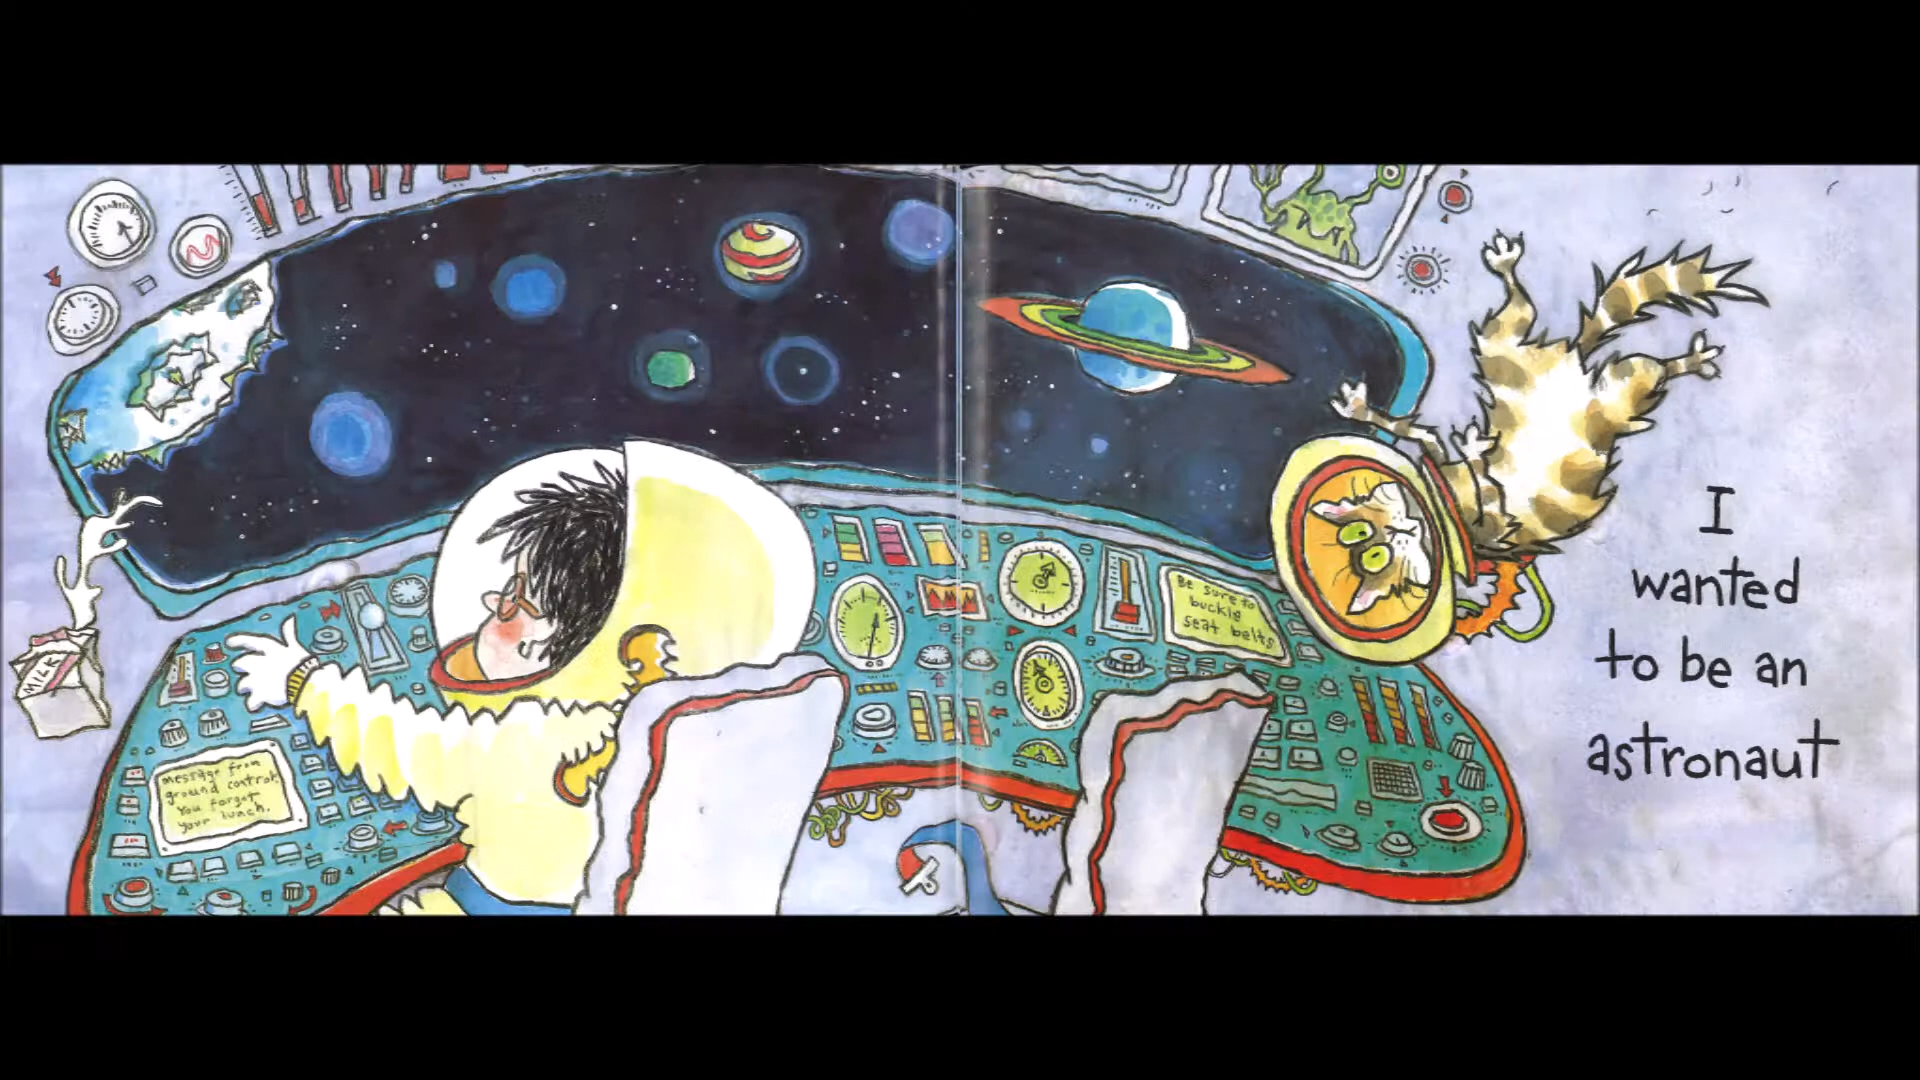 MILK
message from
ground control.
You forgot
your lunch.
Be sure to
buckle
seat belts
I
wanted
to be an
astronaut